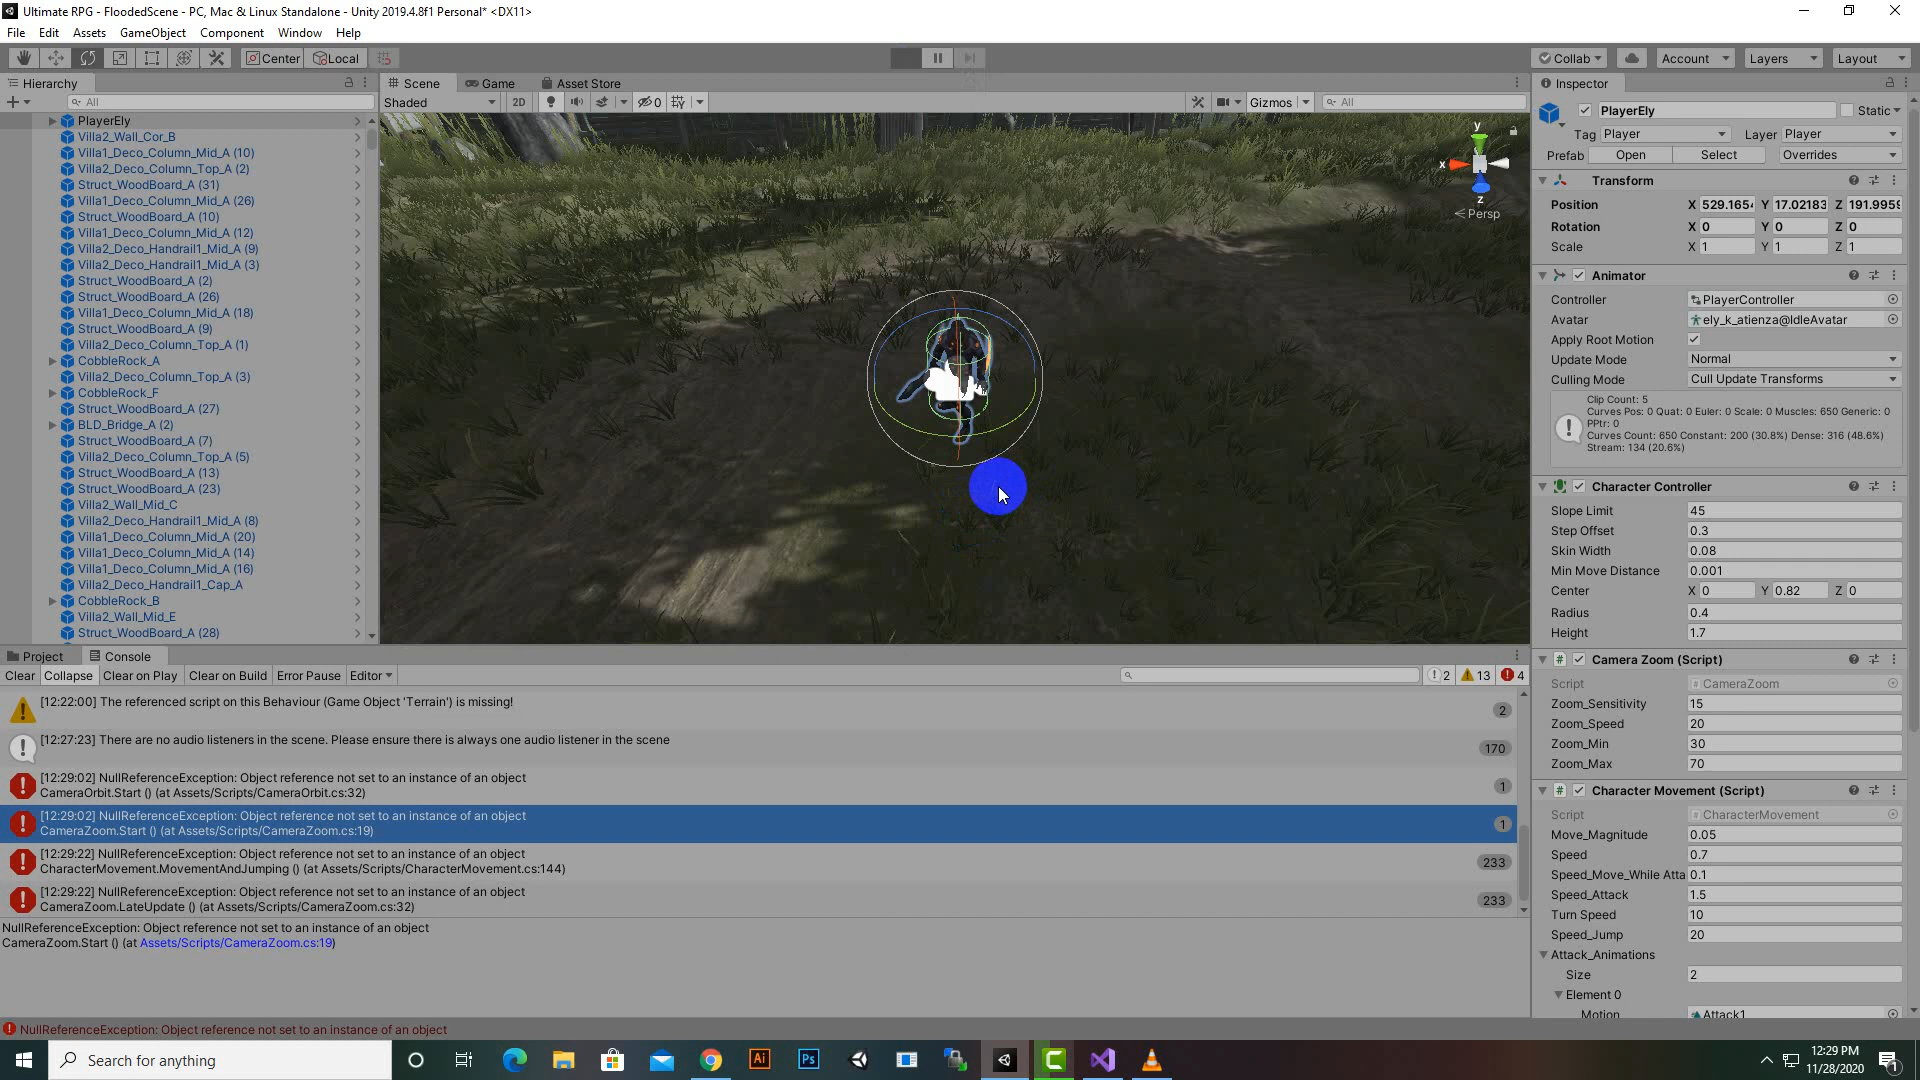 Ultimate RPG - FloodedScene - PC, Mac & Linux Standalone - Unity 2019.4.8f1 Personal* <DX11>
File Edit Assets GameObject Component Window Help
Center Local Collab Account Layers Layout
Hierarchy
All
PlayerEly
Villa2_Wall_Cor_B
Villa1_Deco_Column_Mid_A (10)
Villa2_Deco_Column_Top_A (2)
Struct_WoodBoard_A (31)
Villa1_Deco_Column_Mid_A (26)
Struct_WoodBoard_A (10)
Villa1_Deco_Column_Mid_A (12)
Villa2_Deco_Handrail1_Mid_A (9)
Villa2_Deco_Handrail1_Mid_A (3)
Struct_WoodBoard_A (2)
Struct_WoodBoard_A (26)
Villa1_Deco_Column_Mid_A (18)
Struct_WoodBoard_A (9)
Villa2_Deco_Column_Top_A (1)
CobbleRock_A
Villa2_Deco_Column_Top_A (3)
CobbleRock_F
Struct_WoodBoard_A (27)
BLD_Bridge_A (2)
Struct_WoodBoard_A (7)
Villa2_Deco_Column_Top_A (5)
Struct_WoodBoard_A (13)
Struct_WoodBoard_A (23)
Villa2_Wall_Mid_C
Villa2_Deco_Handrail1_Mid_A (8)
Villa1_Deco_Column_Mid_A (20)
Villa1_Deco_Column_Mid_A (14)
Villa1_Deco_Column_Mid_A (16)
Villa2_Deco_Handrail1_Cap_A
CobbleRock_B
Villa2_Wall_Mid_E
Struct_WoodBoard_A (28)
Scene Game Asset Store
Shaded 2D 0 Gizmos All
y
x
z
Persp
Inspector
PlayerEly Static
Tag Player Layer Player
Prefab Open Select Overrides
Transform
Position X 529.165 Y 17.02183 Z 191.9959
Rotation X 0 Y 0 Z 0
Scale X 1 Y 1 Z 1
Animator
Controller PlayerController
Avatar ely_k_atienza@IdleAvatar
Apply Root Motion
Update Mode Normal
Culling Mode Cull Update Transforms
Clip Count: 5
Curves Pos: 0 Quat: 0 Euler: 0 Scale: 0 Muscles: 650 Generic: 0
PPtr: 0
Curves Count: 650 Constant: 200 (30.8%) Dense: 316 (48.6%)
Stream: 134 (20.6%)
Character Controller
Slope Limit 45
Step Offset 0.3
Skin Width 0.08
Min Move Distance 0.001
Center X 0 Y 0.82 Z 0
Radius 0.4
Height 1.7
Camera Zoom (Script)
Script CameraZoom
Zoom_Sensitivity 15
Zoom_Speed 20
Zoom_Min 30
Zoom_Max 70
Character Movement (Script)
Script CharacterMovement
Move_Magnitude 0.05
Speed 0.7
Speed_Move_While Atta 0.1
Speed_Attack 1.5
Turn Speed 10
Speed_Jump 20
Attack_Animations
Size 2
Element 0
Motion Attack1
Project Console
Clear Collapse Clear on Play Clear on Build Error Pause Editor 2 13 4
[12:22:00] The referenced script on this Behaviour (Game Object 'Terrain') is missing! 2
[12:27:23] There are no audio listeners in the scene. Please ensure there is always one audio listener in the scene 170
[12:29:02] NullReferenceException: Object reference not set to an instance of an object
CameraOrbit.Start () (at Assets/Scripts/CameraOrbit.cs:32) 1
[12:29:02] NullReferenceException: Object reference not set to an instance of an object
CameraZoom.Start () (at Assets/Scripts/CameraZoom.cs:19) 1
[12:29:22] NullReferenceException: Object reference not set to an instance of an object
CharacterMovement.MovementAndJumping () (at Assets/Scripts/CharacterMovement.cs:144) 233
[12:29:22] NullReferenceException: Object reference not set to an instance of an object
CameraZoom.LateUpdate () (at Assets/Scripts/CameraZoom.cs:32) 233
NullReferenceException: Object reference not set to an instance of an object
CameraZoom.Start () (at Assets/Scripts/CameraZoom.cs:19)
NullReferenceException: Object reference not set to an instance of an object
Search for anything
Ai Ps
12:29 PM
11/28/2020
1